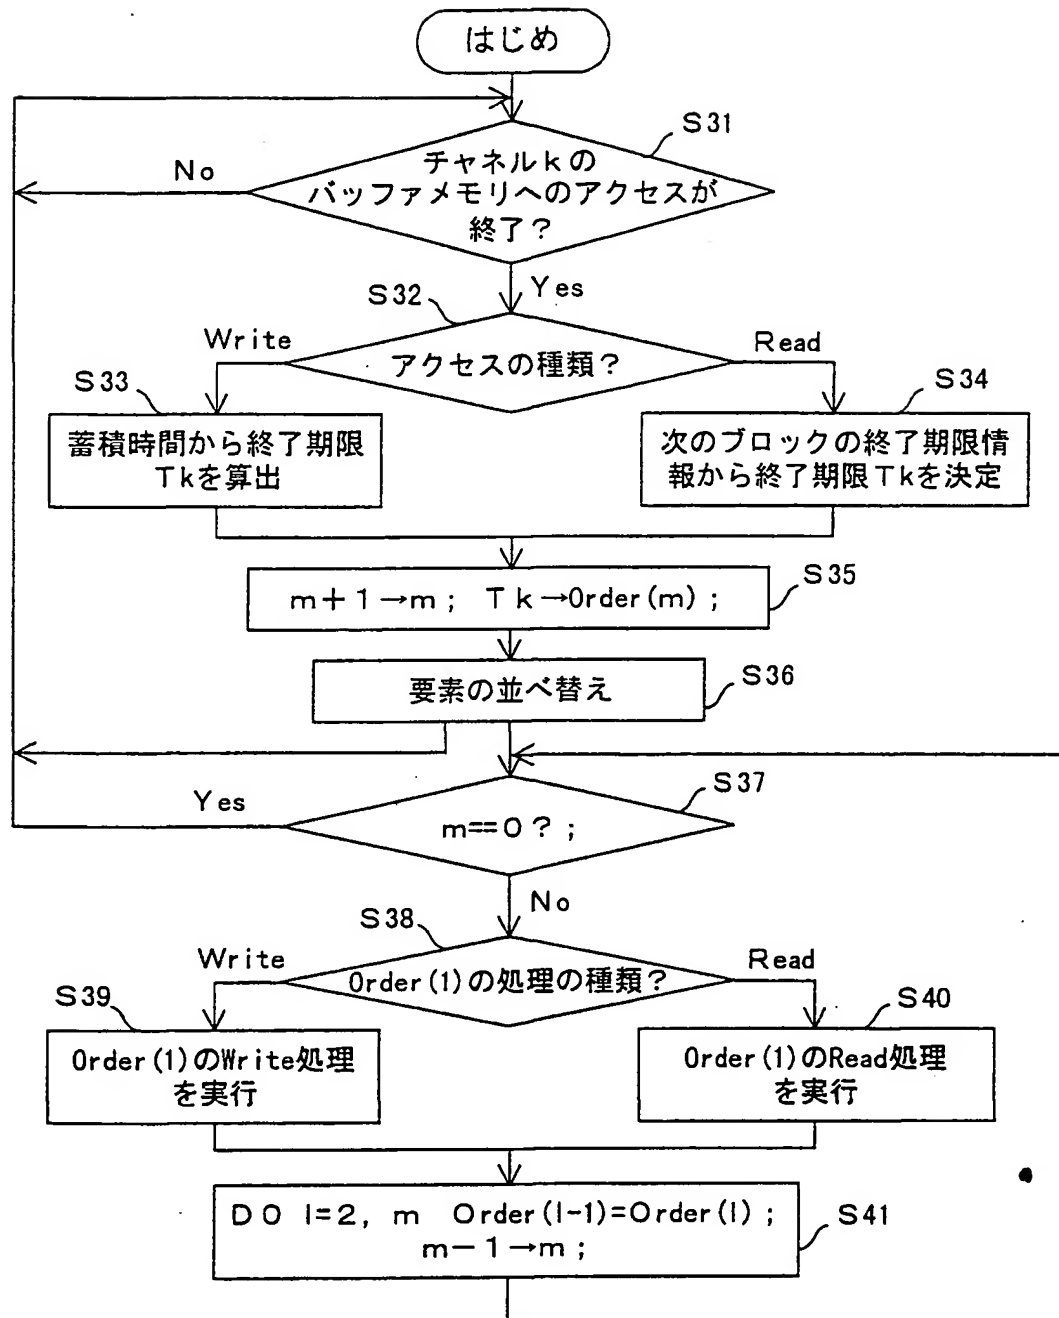 はじめ
S31
チャネルkの
バッファメモリへのアクセスが
終了?
No
Yes
S32
アクセスの種類?
Write
Read
S33
蓄積時間から終了期限
Tkを算出
S34
次のブロックの終了期限情
報から終了期限Tkを決定
S35
m+1→m; Tk→Order(m);
S36
要素の並べ替え
S37
Yes
m==0?;
No
S38
Write
Order(1)の処理の種類?
Read
S39
Order(1)のWrite処理
を実行
S40
Order(1)のRead処理
を実行
DO l=2, m Order(l-1)=Order(l);
m-1→m;
S41